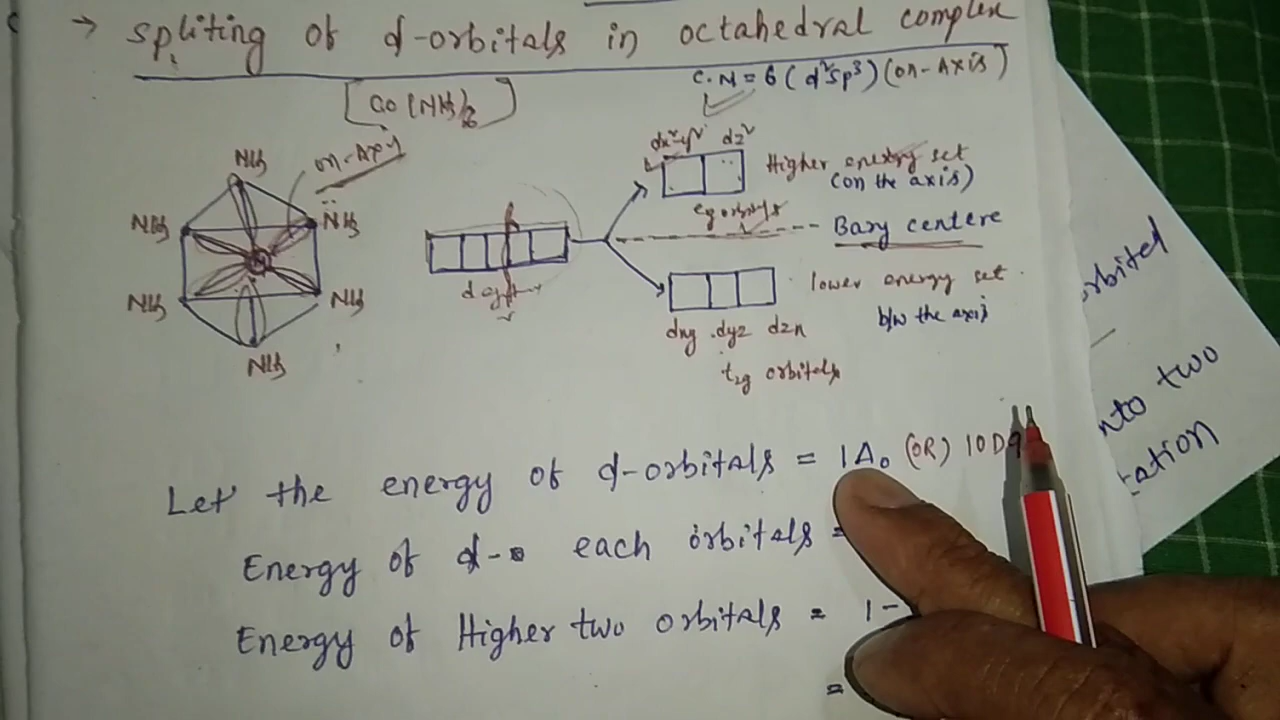 → spliting of d-orbitals in octahedral complex
C.N = 6 (d²sp³) (on-Axis)
[Co(NH₃)₆]
on-Axis
NH₃
NH₃
N̈H₃
NH₃
NH₃
NH₃
dx²-y² dz²
Higher energy set
(on the axis)
eg orbitals
Bary centere
lower energy set
b/w the axis
dxy dyz dzx
t₂g orbitals
Let the energy of d-orbitals = 1Δ₀ (OR) 10Dq
Energy of d- each orbitals =
Energy of Higher two orbitals = 1-
=
orbital
into two
tation